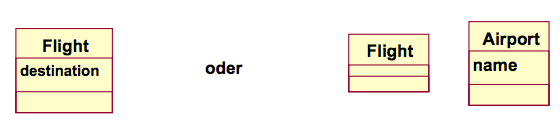 Flight
destination
oder
Flight
Airport
name